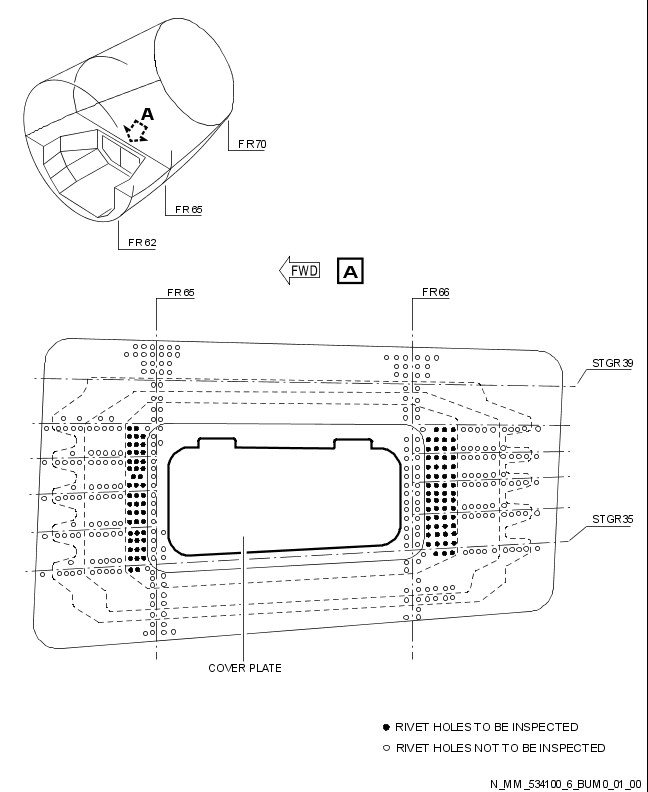 A
FR70
FR65
FR62
FWD A
FR65
FR66
STGR39
STGR35
COVER PLATE
RIVET HOLES TO BE INSPECTED
RIVET HOLES NOT TO BE INSPECTED
N_MM_534100_6_BUM0_01_00